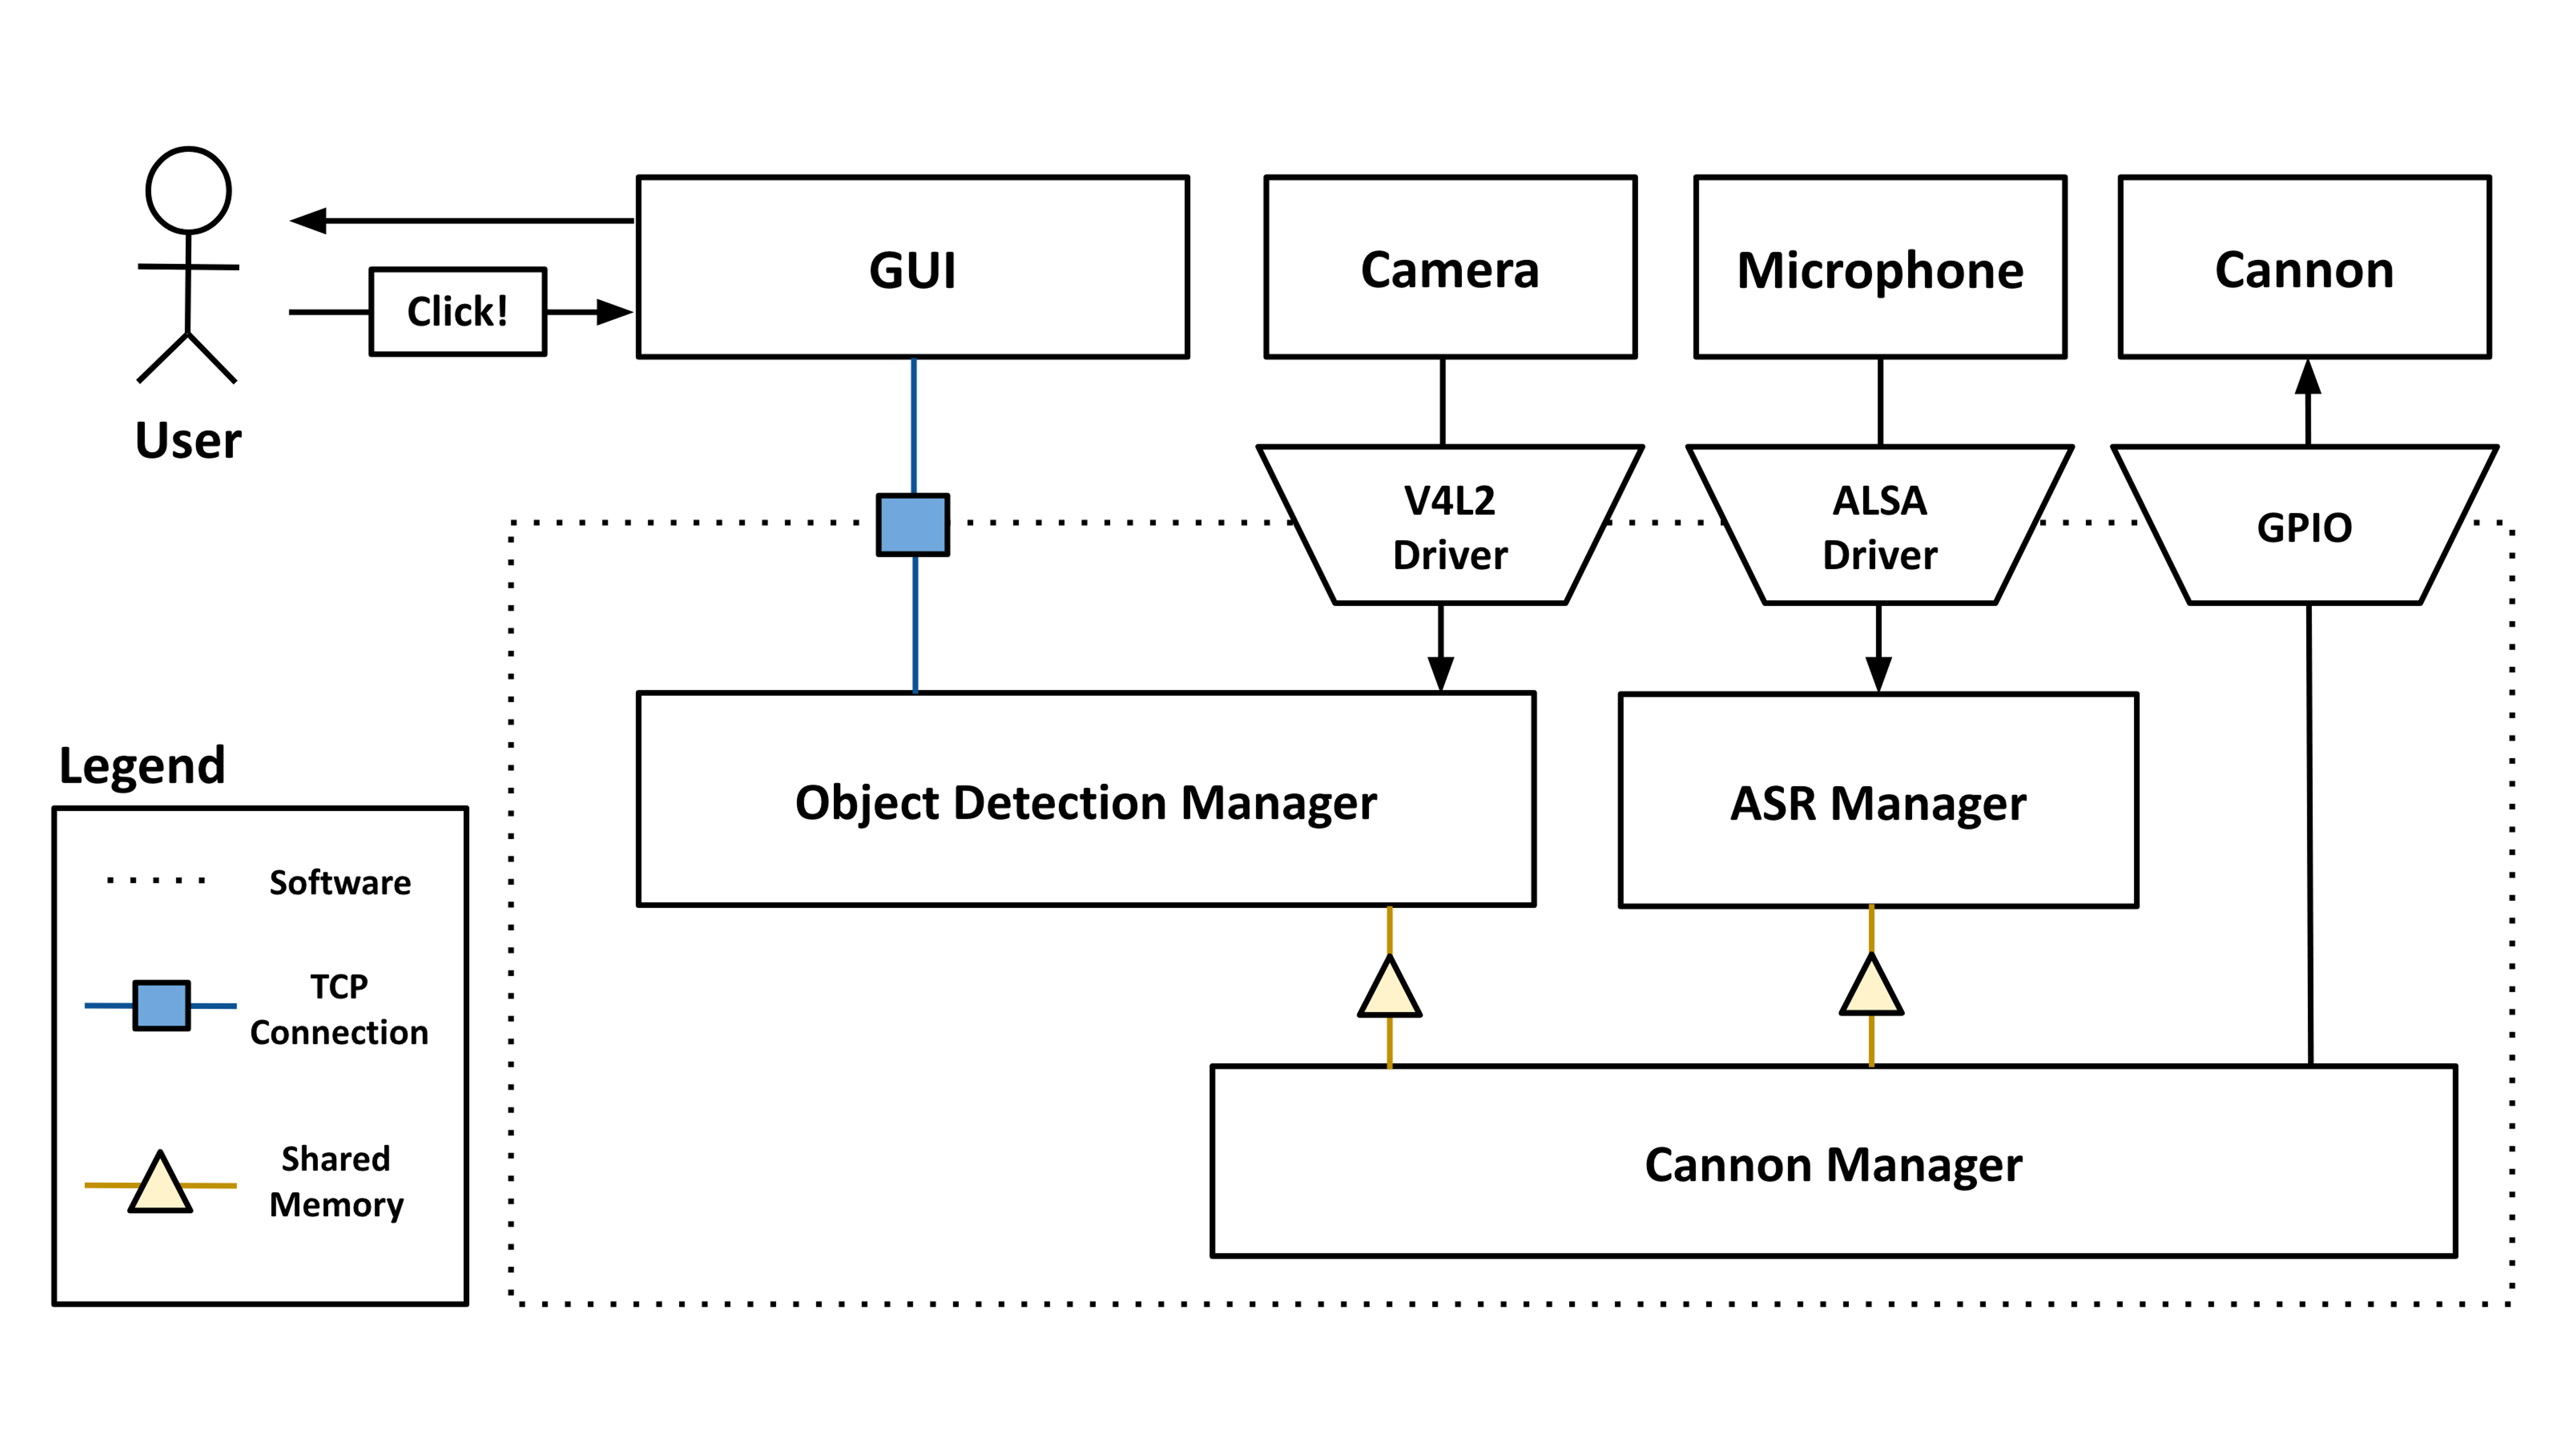 GUI
Camera
Microphone
Cannon
Click!
User
V4L2
Driver
ALSA
Driver
GPIO
Object Detection Manager
ASR Manager
Cannon Manager
Legend
Software
TCP
Connection
Shared
Memory